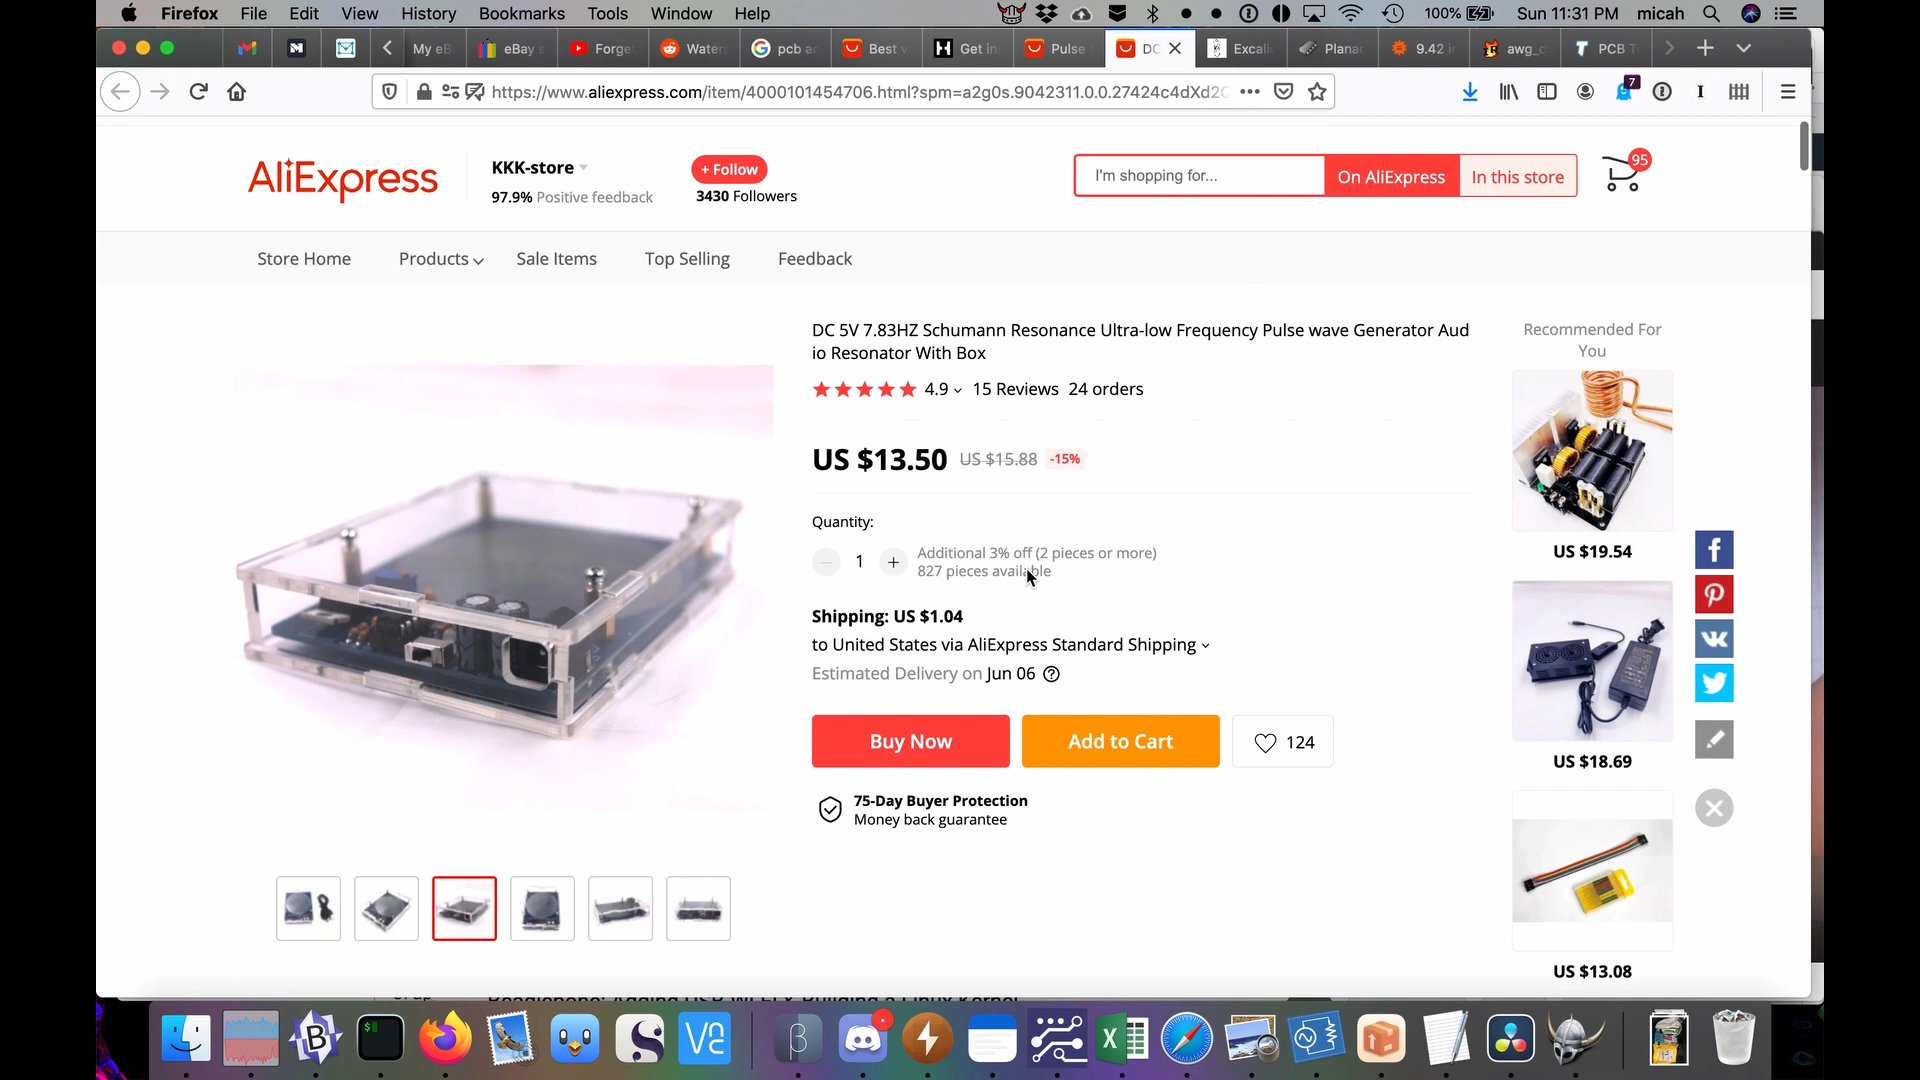 Firefox File Edit View History Bookmarks Tools Window Help 100% Sun 11:31 PM micah
My eB eBay s Forge Water pcb ac Best v Get in Pulse DC Excali Planar 9.42 i awg_c PCB T
https://www.aliexpress.com/item/4000101454706.html?spm=a2g0s.9042311.0.0.27424c4dXd2C
7
AliExpress
KKK-store
97.9% Positive feedback
+ Follow
3430 Followers
I'm shopping for...
On AliExpress
In this store
95
Store Home Products Sale Items Top Selling Feedback
DC 5V 7.83HZ Schumann Resonance Ultra-low Frequency Pulse wave Generator Aud
io Resonator With Box
4.9 15 Reviews 24 orders
US $13.50 US $15.88 -15%
Quantity:
1
Additional 3% off (2 pieces or more)
827 pieces available
Shipping: US $1.04
to United States via AliExpress Standard Shipping
Estimated Delivery on Jun 06
Buy Now
Add to Cart
124
75-Day Buyer Protection
Money back guarantee
Recommended For
You
US $19.54
US $18.69
US $13.08